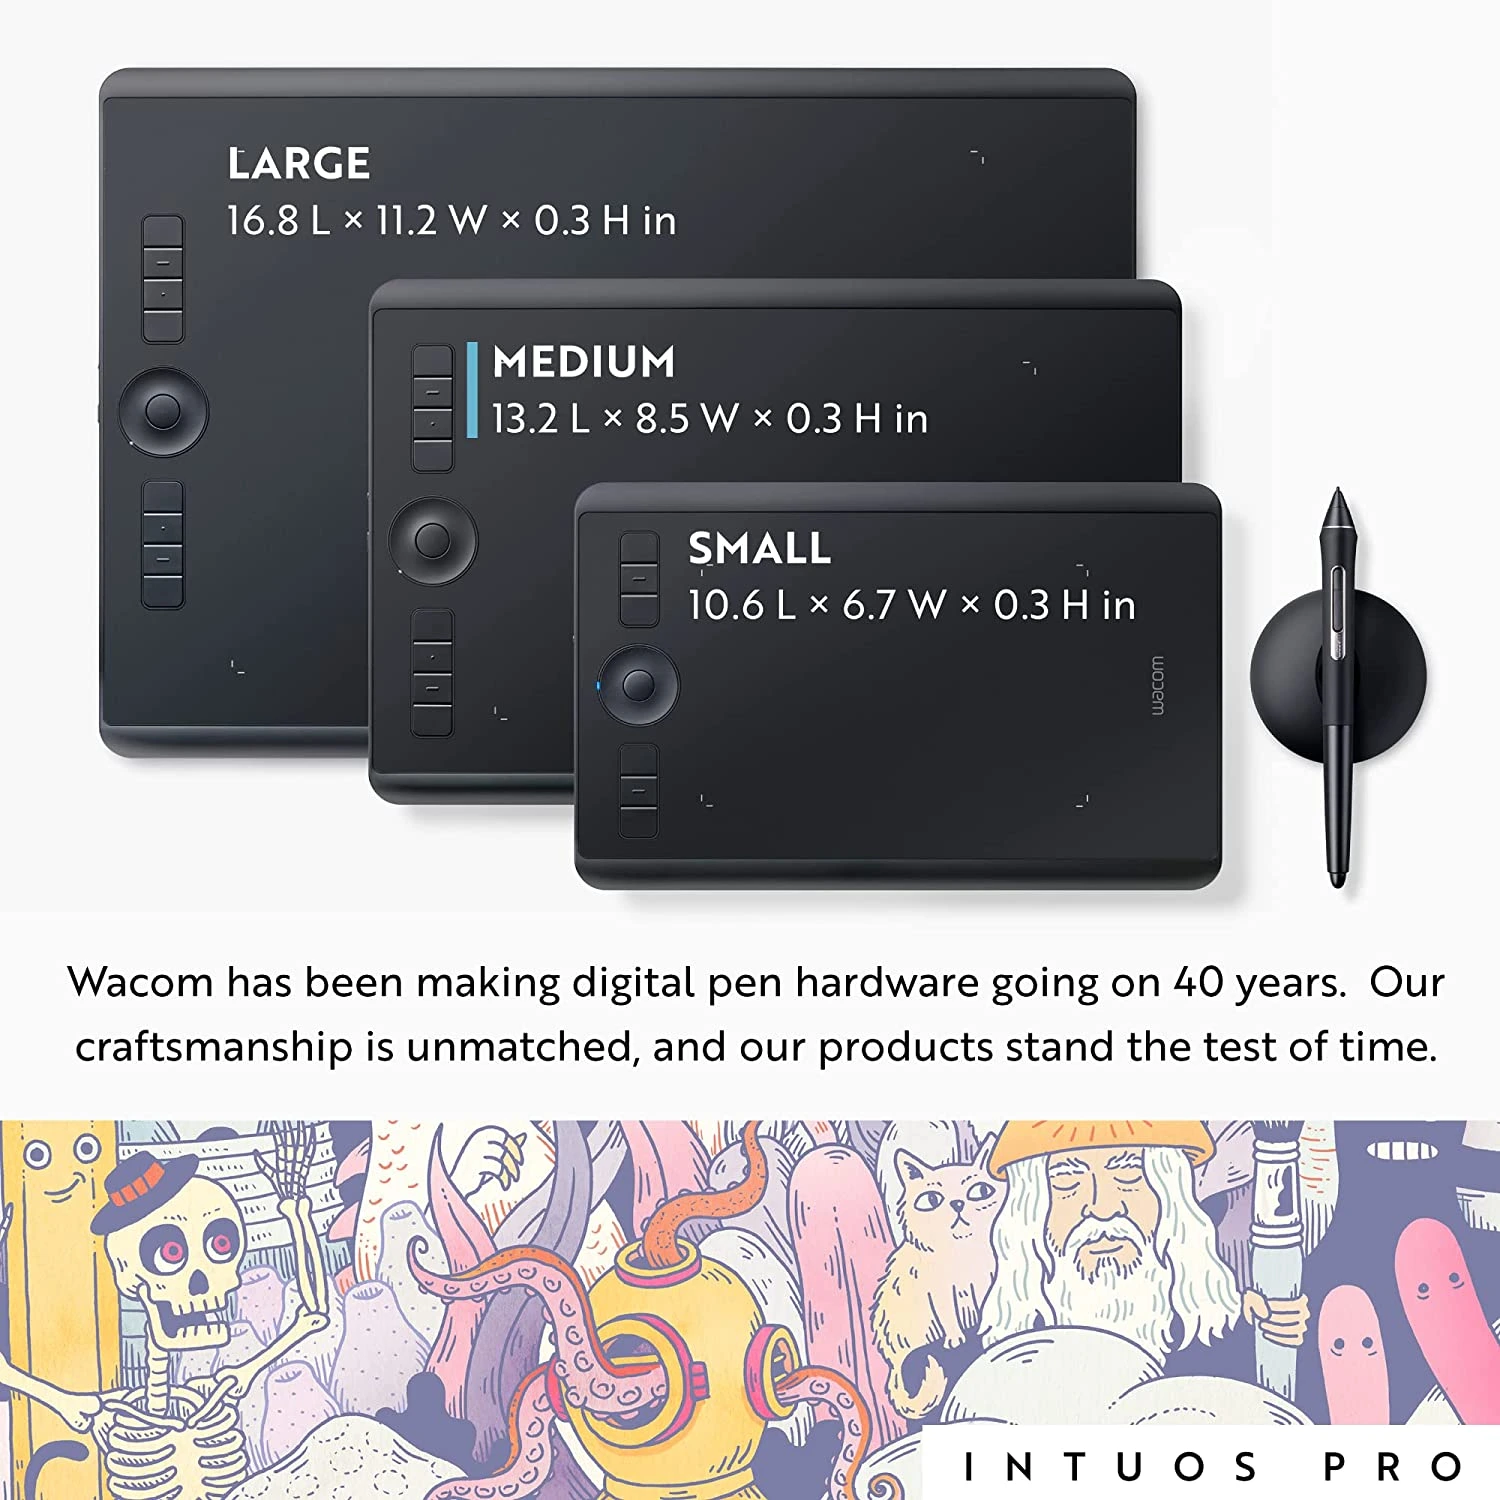 LARGE
16.8 L × 11.2 W × 0.3 H in
MEDIUM
13.2 L × 8.5 W × 0.3 H in
SMALL
10.6 L × 6.7 W × 0.3 H in
wacom
Wacom has been making digital pen hardware going on 40 years. Our
craftsmanship is unmatched, and our products stand the test of time.
INTUOS PRO